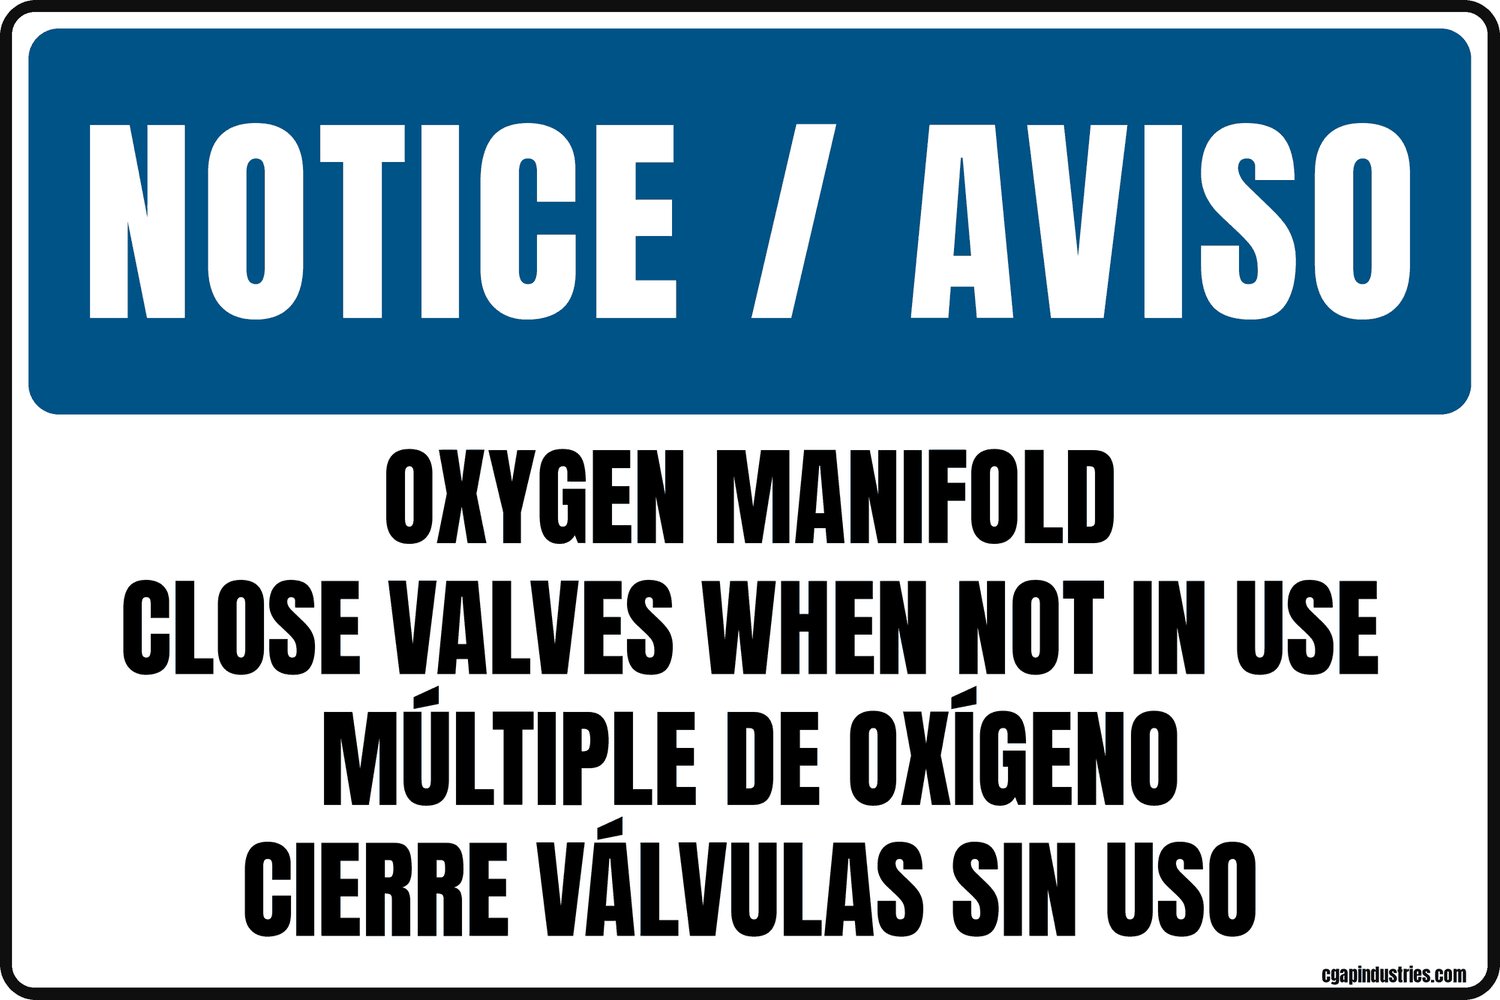 NOTICE / AVISO
OXYGEN MANIFOLD
CLOSE VALVES WHEN NOT IN USE
MÚLTIPLE DE OXÍGENO
CIERRE VÁLVULAS SIN USO
cgapindustries.com